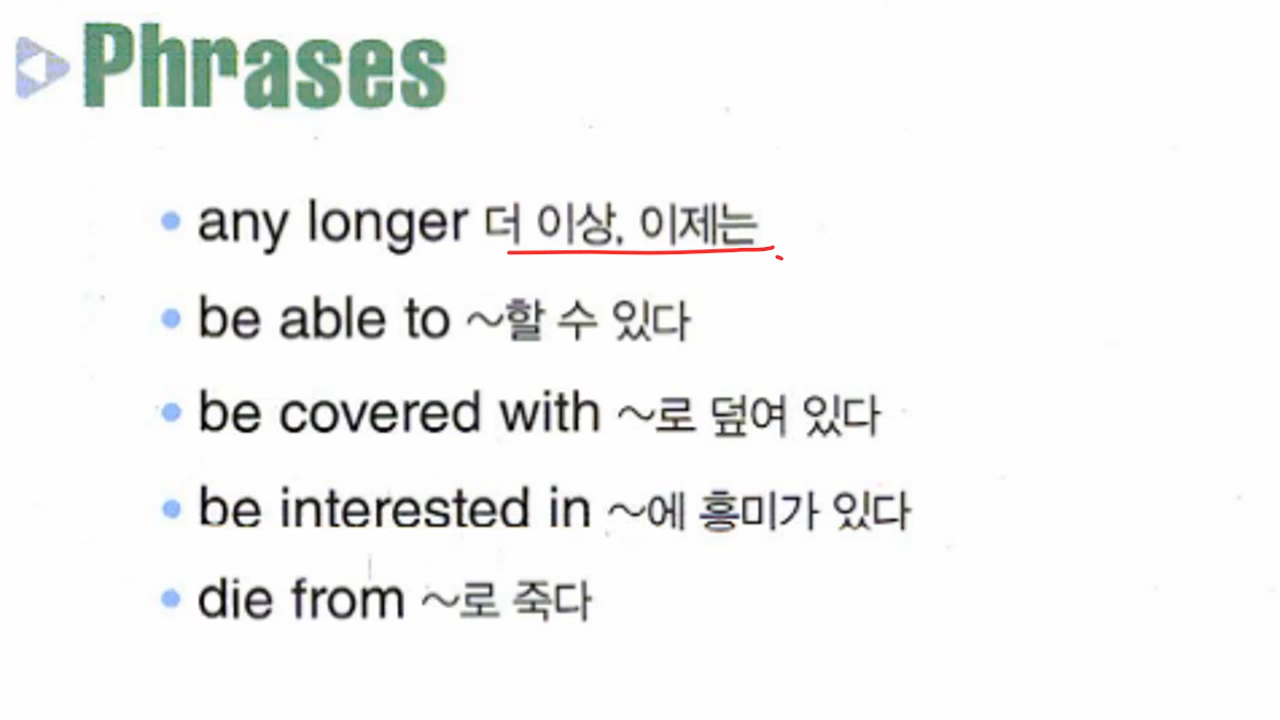 Phrases
any longer 더 이상, 이제는
be able to ~할 수 있다
be covered with ~로 덮여 있다
be interested in ~에 흥미가 있다
die from ~로 죽다